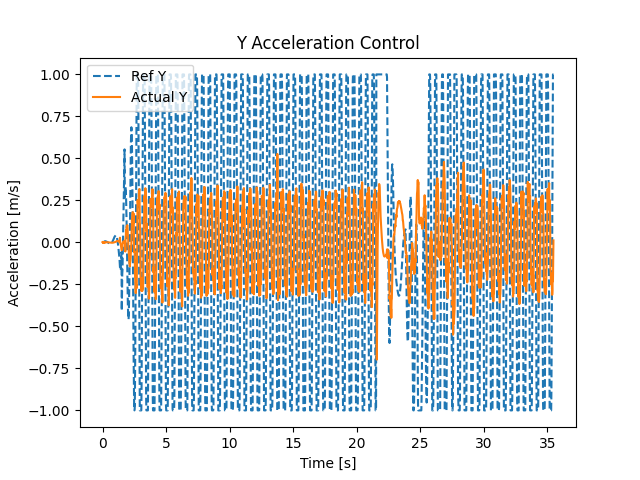 Y Acceleration Control
Ref Y
Actual Y
1.00
0.75
0.50
0.25
0.00
−0.25
−0.50
−0.75
−1.00
Acceleration [m/s]
0 5 10 15 20 25 30 35
Time [s]